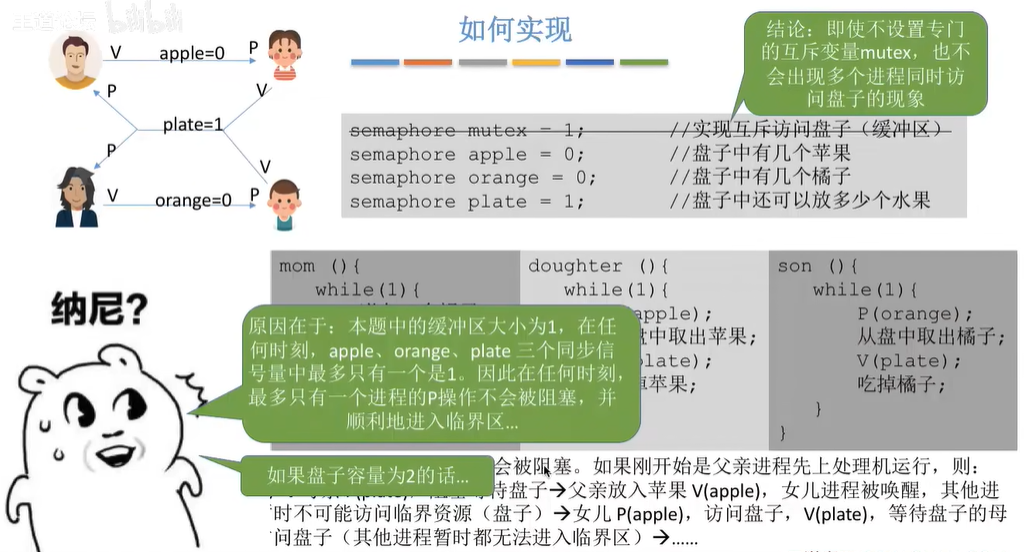 如何实现
结论：即使不设置专门
的互斥变量mutex，也不
会出现多个进程同时访
问盘子的现象
V apple=0 P
P V
plate=1
P V
V orange=0 P
semaphore mutex = 1; //实现互斥访问盘子（缓冲区）
semaphore apple = 0; //盘子中有几个苹果
semaphore orange = 0; //盘子中有几个橘子
semaphore plate = 1; //盘子中还可以放多少个水果
纳尼？
mom (){
while(1){
doughter (){
while(1){
apple);
盘中取出苹果;
plate);
苹果;
son (){
while(1){
P(orange);
从盘中取出橘子;
V(plate);
吃掉橘子;
}
}
原因在于：本题中的缓冲区大小为1，在任
何时刻，apple、orange、plate 三个同步信
号量中最多只有一个是1。因此在任何时刻，
最多只有一个进程的P操作不会被阻塞，并
顺利地进入临界区...
如果盘子容量为2的话...
会被阻塞。如果刚开始是父亲进程先上处理机运行，则：
等待盘子→父亲放入苹果 V(apple)，女儿进程被唤醒，其他进
时不可能访问临界资源（盘子）→女儿 P(apple)，访问盘子，V(plate)，等待盘子的母
问盘子（其他进程暂时都无法进入临界区）→......